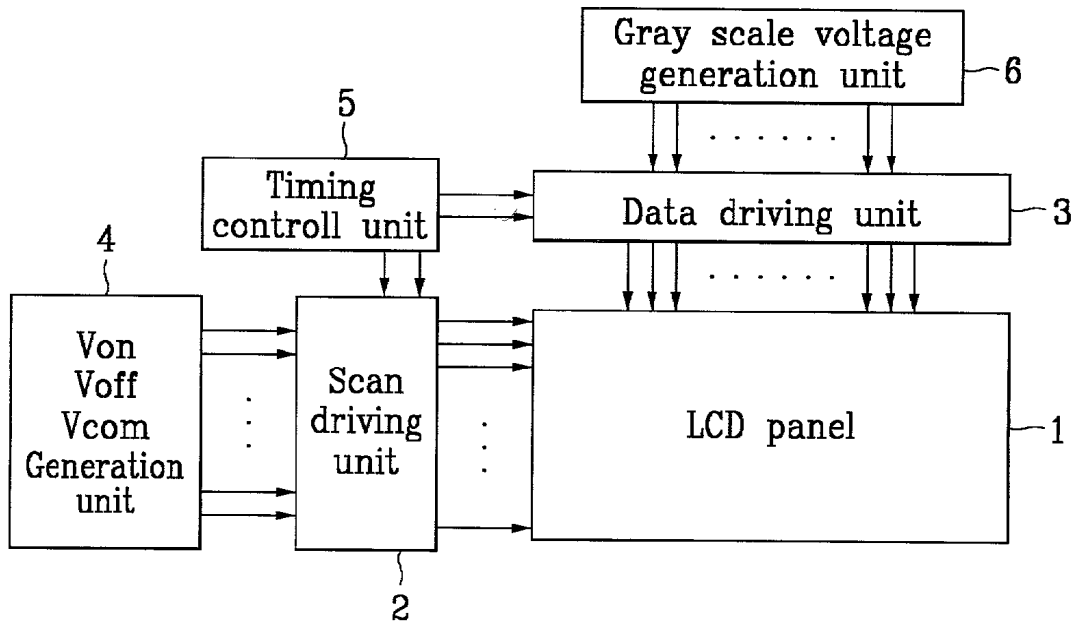 Gray scale voltage
generation unit
6
5
Timing
controll unit
Data driving unit
3
4
Von
Voff
Vcom
Generation
unit
Scan
driving
unit
LCD panel
1
2